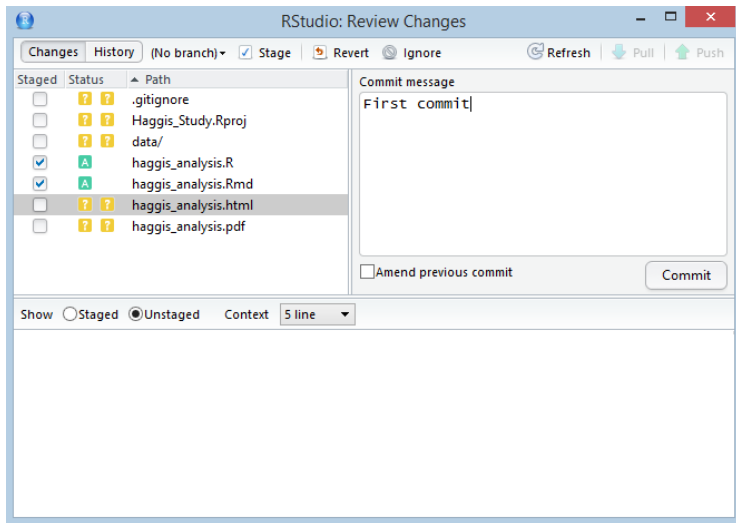 RStudio: Review Changes
Changes History (No branch) Stage Revert Ignore Refresh Pull Push
Staged Status Path
? ? .gitignore
? ? Haggis_Study.Rproj
? ? data/
A haggis_analysis.R
A haggis_analysis.Rmd
? ? haggis_analysis.html
? ? haggis_analysis.pdf
Commit message
First commit
Amend previous commit
Commit
Show Staged Unstaged Context 5 line